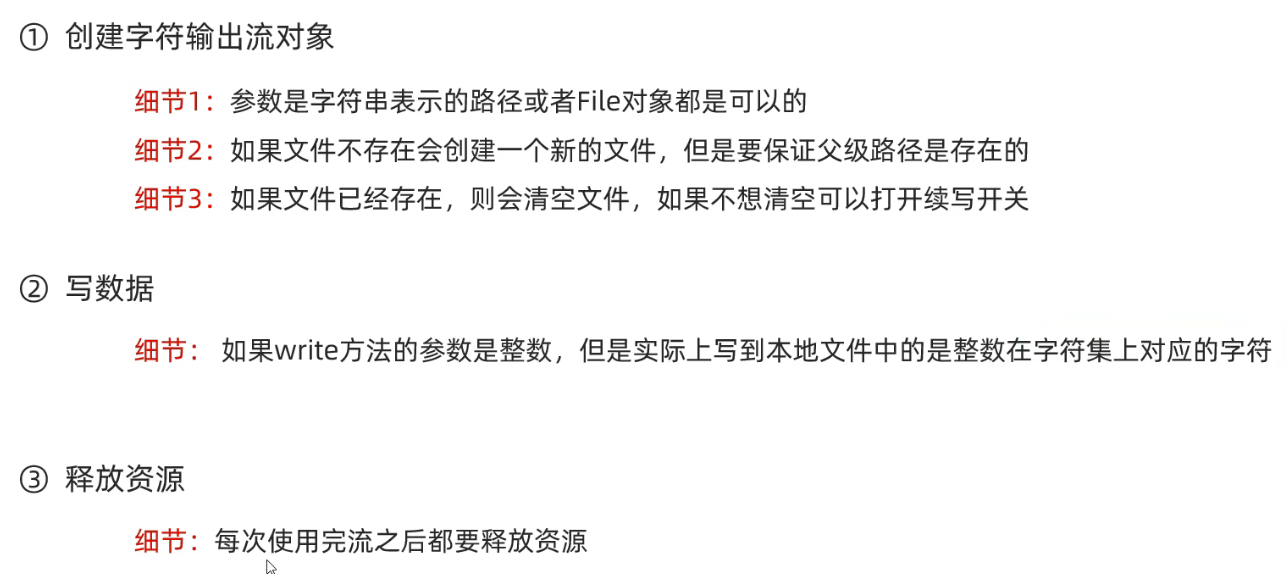 ① 创建字符输出流对象
细节1：参数是字符串表示的路径或者File对象都是可以的
细节2：如果文件不存在会创建一个新的文件，但是要保证父级路径是存在的
细节3：如果文件已经存在，则会清空文件，如果不想清空可以打开续写开关
② 写数据
细节： 如果write方法的参数是整数，但是实际上写到本地文件中的是整数在字符集上对应的字符
③ 释放资源
细节：每次使用完流之后都要释放资源